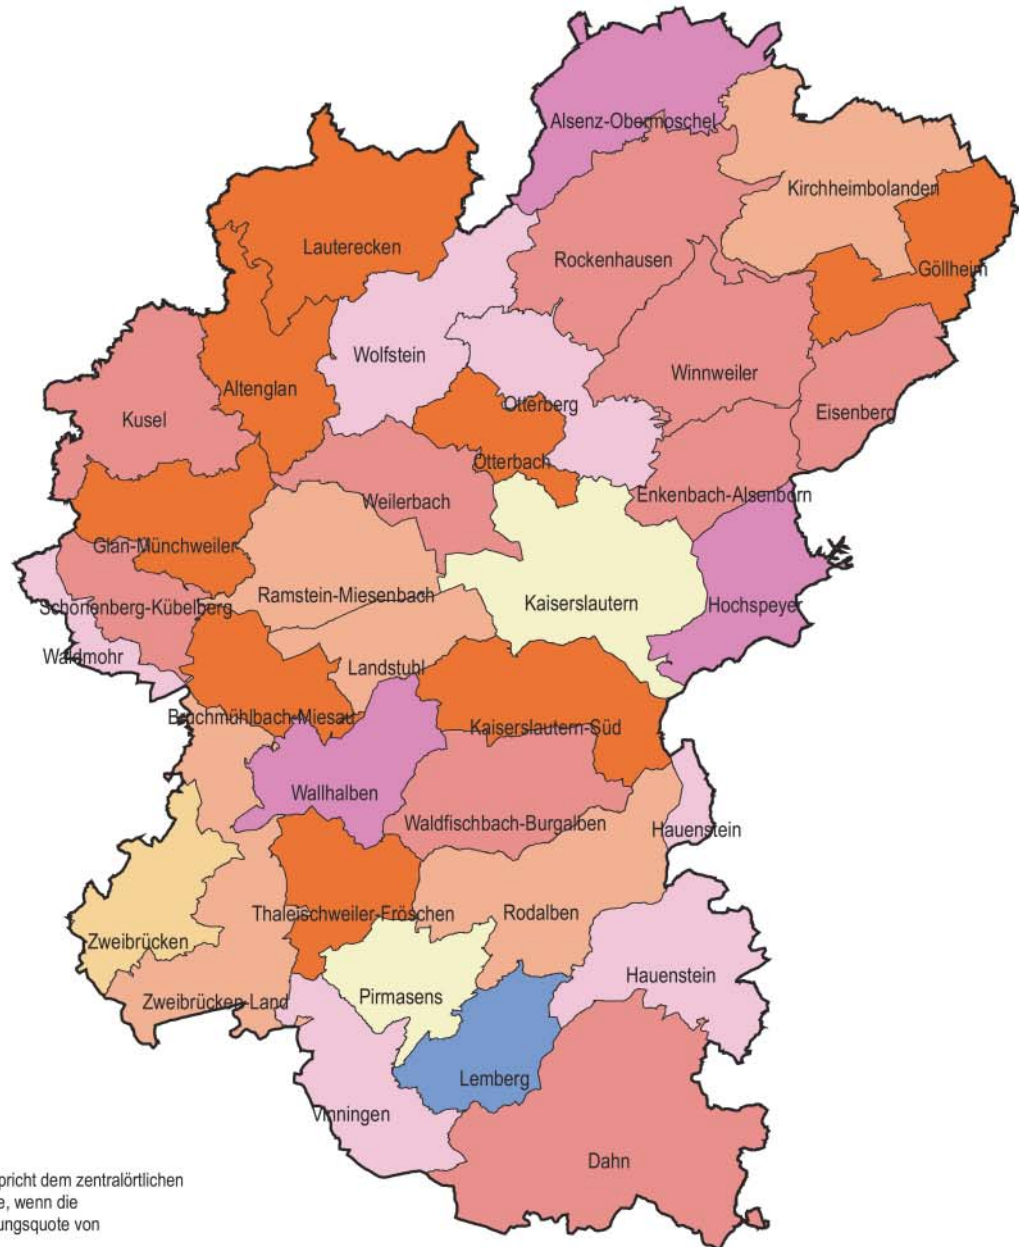 Alsenz-Obermoschel
Kirchheimbolanden
Lauterecken
Rockenhausen
Göllheim
Wolfstein
Winnweiler
Altenglan
Otterberg
Eisenberg
Kusel
Otterbach
Weilerbach
Enkenbach-Alsenborn
Glan-Münchweiler
Ramstein-Miesenbach
Kaiserslautern
Hochspeyer
Schönenberg-Kübelberg
Waldmohr
Landstuhl
Bruchmühlbach-Miesau
Kaiserslautern-Süd
Wallhalben
Waldfischbach-Burgalben
Hauenstein
Thaleischweiler-Fröschen
Rodalben
Zweibrücken
Hauenstein
Zweibrücken-Land
Pirmasens
Lemberg
Vinningen
Dahn
pricht dem zentralörtlichen
e, wenn die
ungsquote von